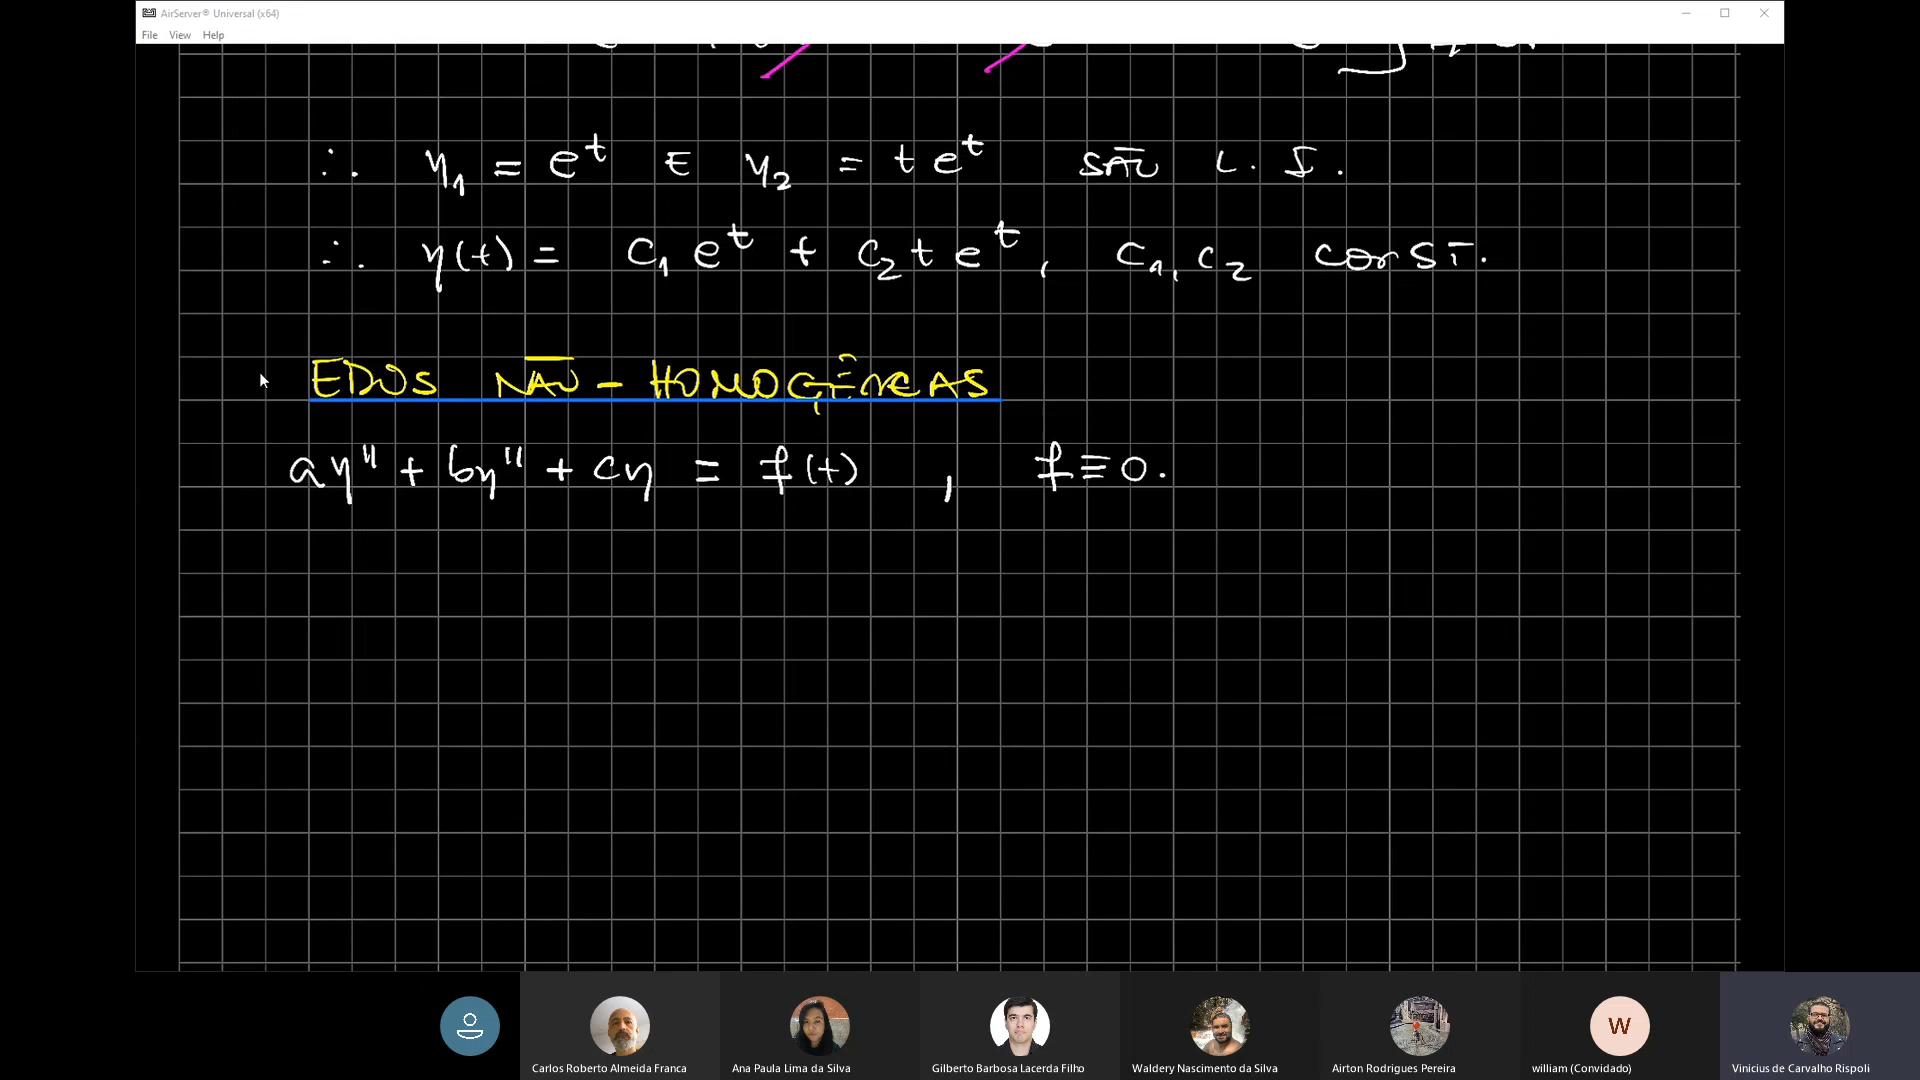 AirServer® Universal (x64)
File View Help
∴ y₁ = eᵗ E y₂ = t eᵗ SÃO L. I.
∴ y(t) = C₁ eᵗ + C₂ t eᵗ, C₁, C₂ CONST.
EDOS NÃO-HOMOGÊNEAS
ay'' + by'' + cy = f(t) , f ≡ 0.
W
Carlos Roberto Almeida Franca Ana Paula Lima da Silva Gilberto Barbosa Lacerda Filho Waldery Nascimento da Silva Airton Rodrigues Pereira william (Convidado) Vinicius de Carvalho Rispoli